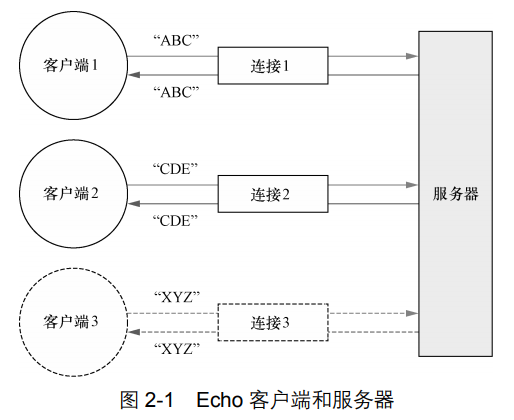 “ABC”
客户端1
连接1
“ABC”
“CDE”
客户端2
连接2
服务器
“CDE”
“XYZ”
客户端3
连接3
“XYZ”
图 2-1 Echo 客户端和服务器